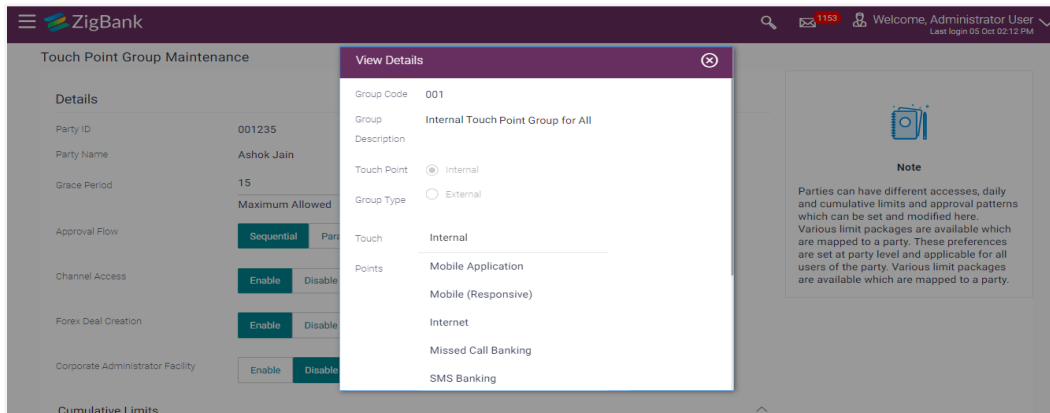 ZigBank
1153
Welcome, Administrator User
Last login 05 Oct 02:12 PM
Touch Point Group Maintenance
Details
Party ID 001235
Party Name Ashok Jain
Grace Period 15
Maximum Allowed
Approval Flow Sequential
Channel Access Enable Disable
Forex Deal Creation Enable Disable
Corporate Administrator Facility Enable Disable
Cumulative Limits
View Details
Group Code 001
Group Description Internal Touch Point Group for All
Touch Point Group Type Internal
External
Touch Points Internal
Mobile Application
Mobile (Responsive)
Internet
Missed Call Banking
SMS Banking
Note
Parties can have different accesses, daily
and cumulative limits and approval patterns
which can be set and modified here.
Various limit packages are available which
are mapped to a party. These preferences
are set at party level and applicable for all
users of the party. Various limit packages
are available which are mapped to a party.